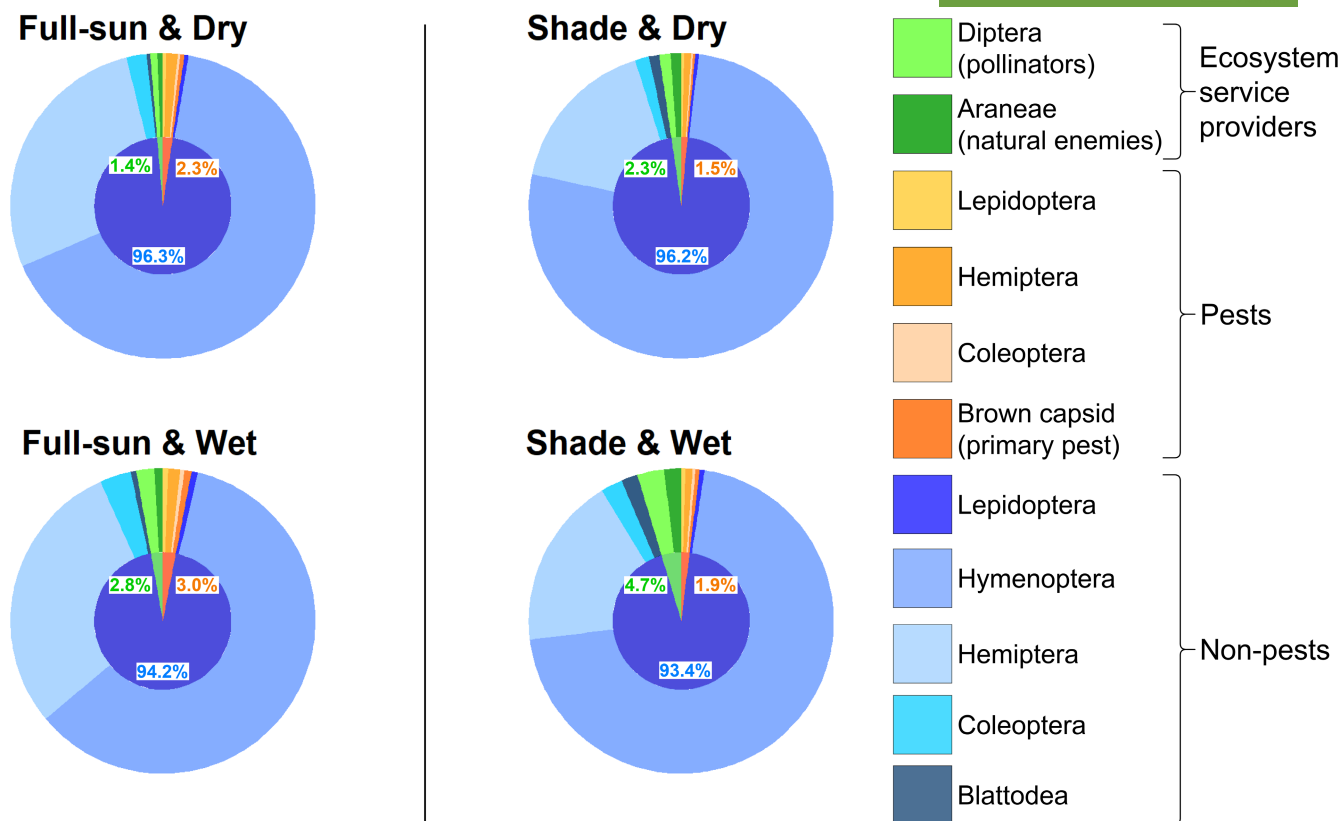 Full-sun & Dry
1.4%
2.3%
96.3%
Shade & Dry
2.3%
1.5%
96.2%
Full-sun & Wet
2.8%
3.0%
94.2%
Shade & Wet
4.7%
1.9%
93.4%
Diptera
(pollinators)
Araneae
(natural enemies)
Ecosystem
service
providers
Lepidoptera
Hemiptera
Coleoptera
Brown capsid
(primary pest)
Pests
Lepidoptera
Hymenoptera
Hemiptera
Coleoptera
Blattodea
Non-pests